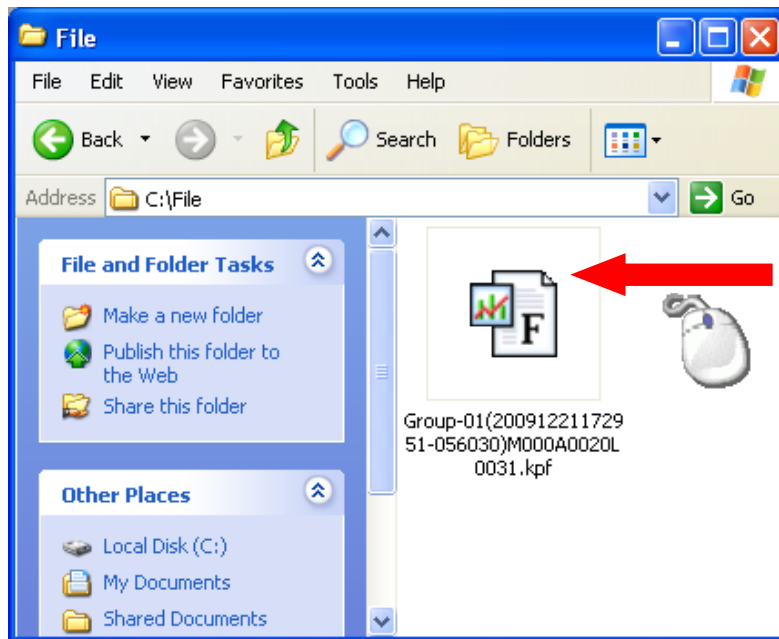 File
File Edit View Favorites Tools Help
Back Search Folders
Address C:\File Go
File and Folder Tasks
Make a new folder
Publish this folder to
the Web
Share this folder
Other Places
Local Disk (C:)
My Documents
Shared Documents
F
Group-01(200912211729
51-056030)M000A0020L
0031.kpf